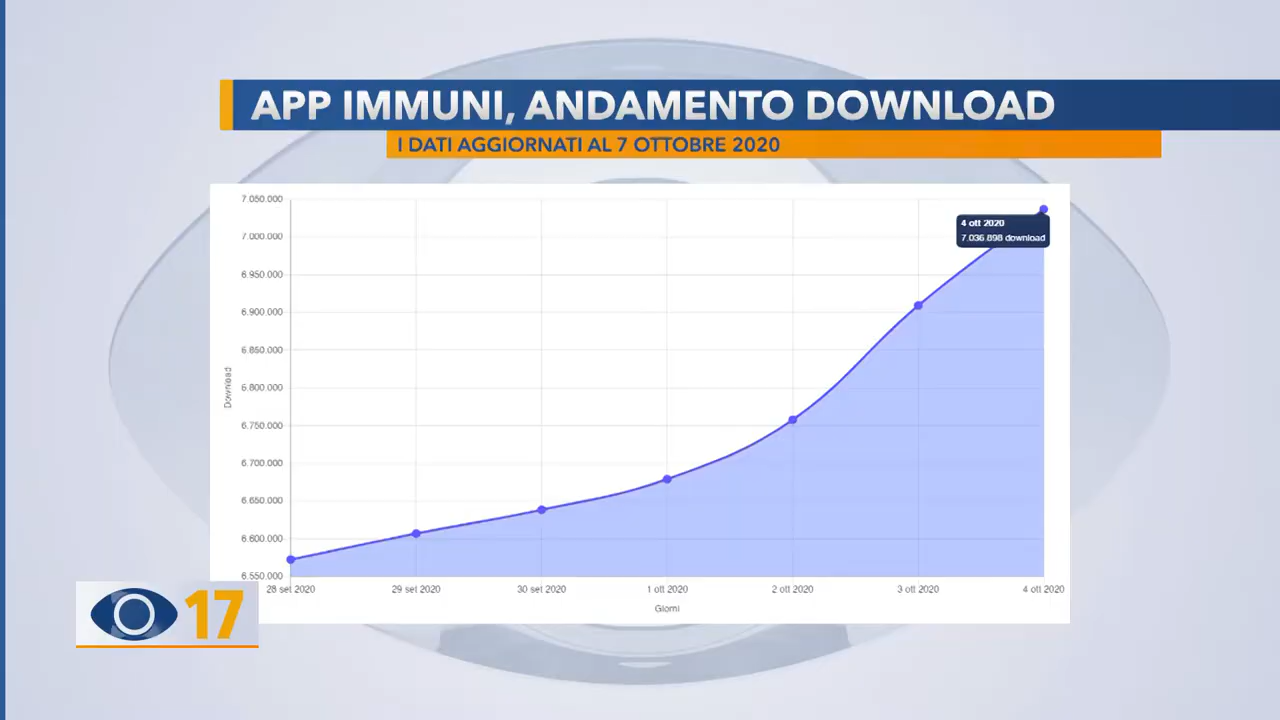 APP IMMUNI, ANDAMENTO DOWNLOAD
I DATI AGGIORNATI AL 7 OTTOBRE 2020
7.050.000
7.000.000
6.950.000
6.900.000
6.850.000
6.800.000
6.750.000
6.700.000
6.650.000
6.600.000
6.550.000
Download
4 ott 2020
7.036.898 download
28 set 2020
29 set 2020
30 set 2020
1 ott 2020
2 ott 2020
3 ott 2020
4 ott 2020
Giorni
17